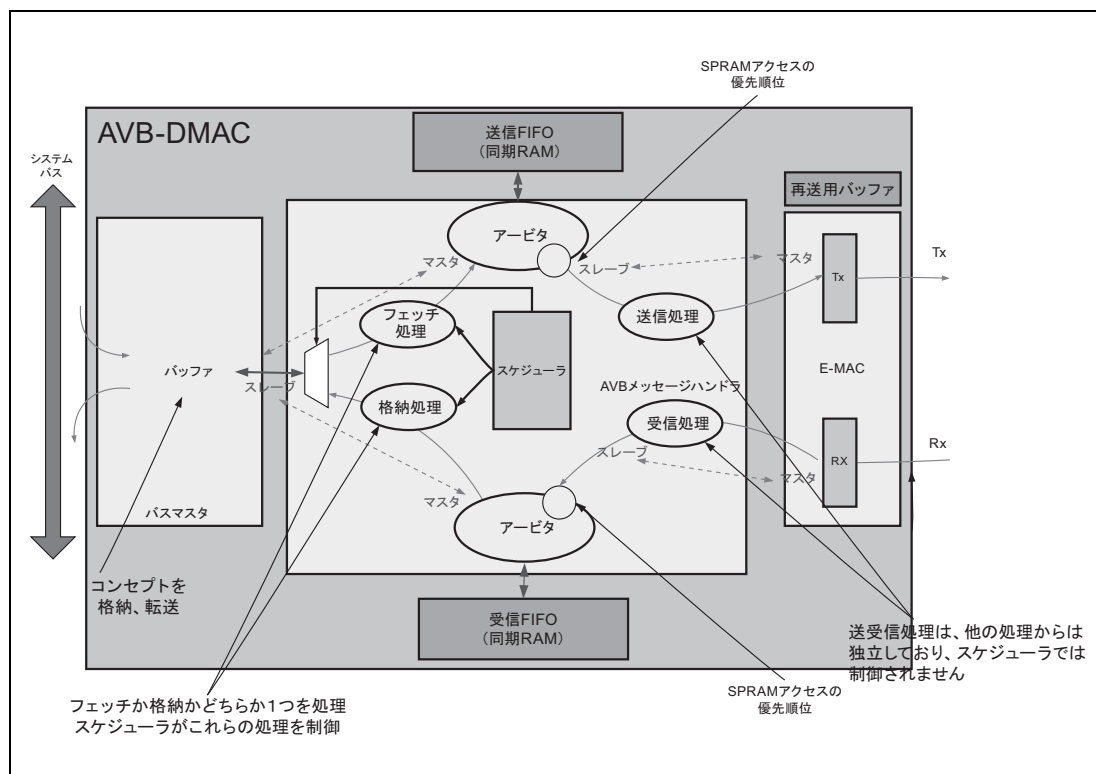 SPRAMアクセスの
優先順位
AVB-DMAC
送信FIFO
(同期RAM)
システム
バス
再送用バッファ
アービタ
マスタ
スレーブ
マスタ
Tx
Tx
フェッチ
処理
送信処理
スケジューラ
E-MAC
バッファ
スレーブ
AVBメッセージハンドラ
格納処理
受信処理
Rx
RX
スレーブ
マスタ
マスタ
アービタ
バスマスタ
コンセプトを
格納、転送
受信FIFO
(同期RAM)
送受信処理は、他の処理からは
独立しており、スケジューラでは
制御されません
フェッチか格納かどちらか1つを処理
スケジューラがこれらの処理を制御
SPRAMアクセスの
優先順位